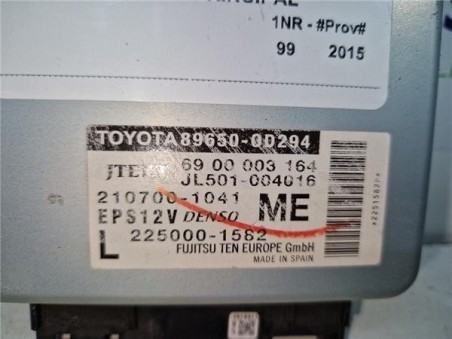 1NR - #Prov#
99 2015
TOYOTA 89650-0D294
JTEKT 69 00 003 164
JL501-004016
210700-1041
EPS12V DENSO ME
L 225000-1582
FUJITSU TEN EUROPE GmbH
MADE IN SPAIN